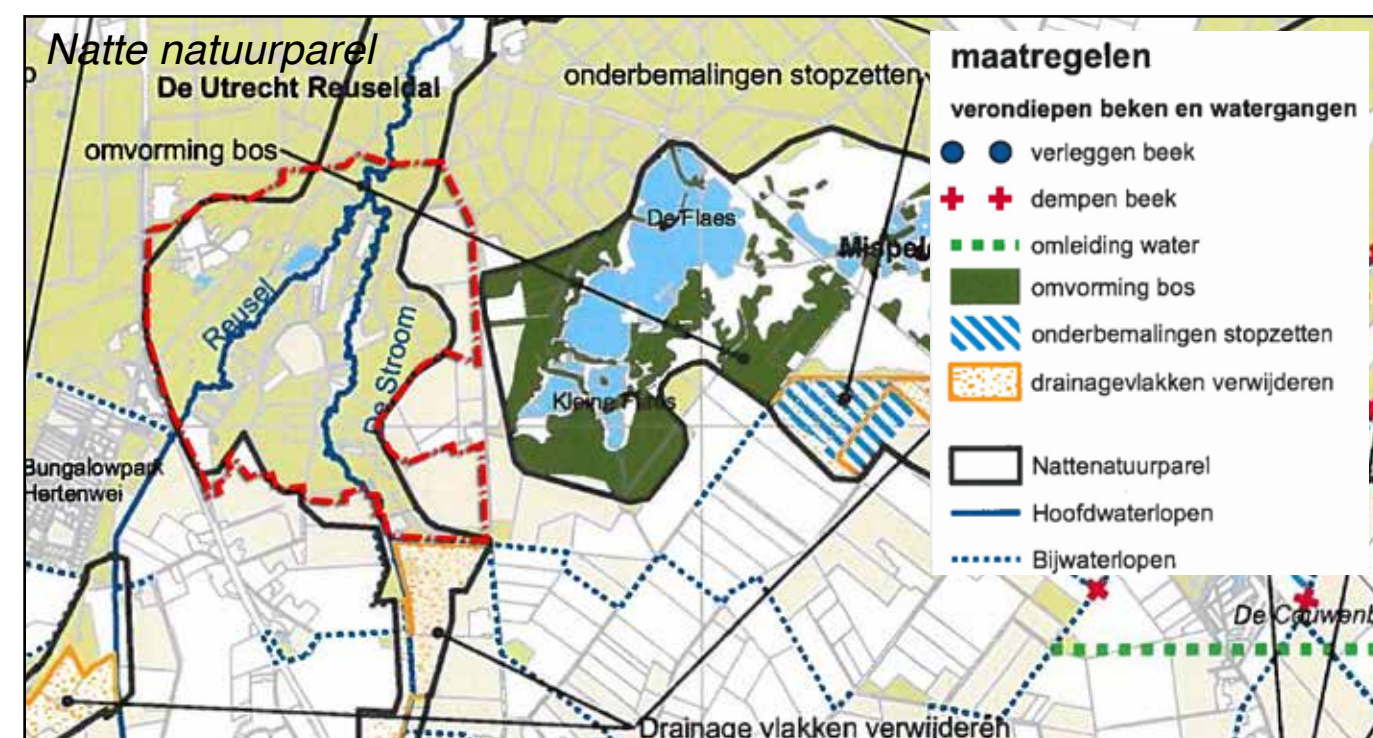 Natte natuurparel
De Utrecht Reuseldal
omvorming bos
onderbemalingen stopzetten
De Flaes
Reusel
De Stroom
Bungalowpark
Hertenwei
Drainage vlakken verwijderen
maatregelen
verondiepen beken en watergangen
verleggen beek
dempen beek
omleiding water
omvorming bos
onderbemalingen stopzetten
drainagevlakken verwijderen
Nattenatuurparel
Hoofdwaterlopen
Bijwaterlopen
Kleine
Mispel
De Couwenb